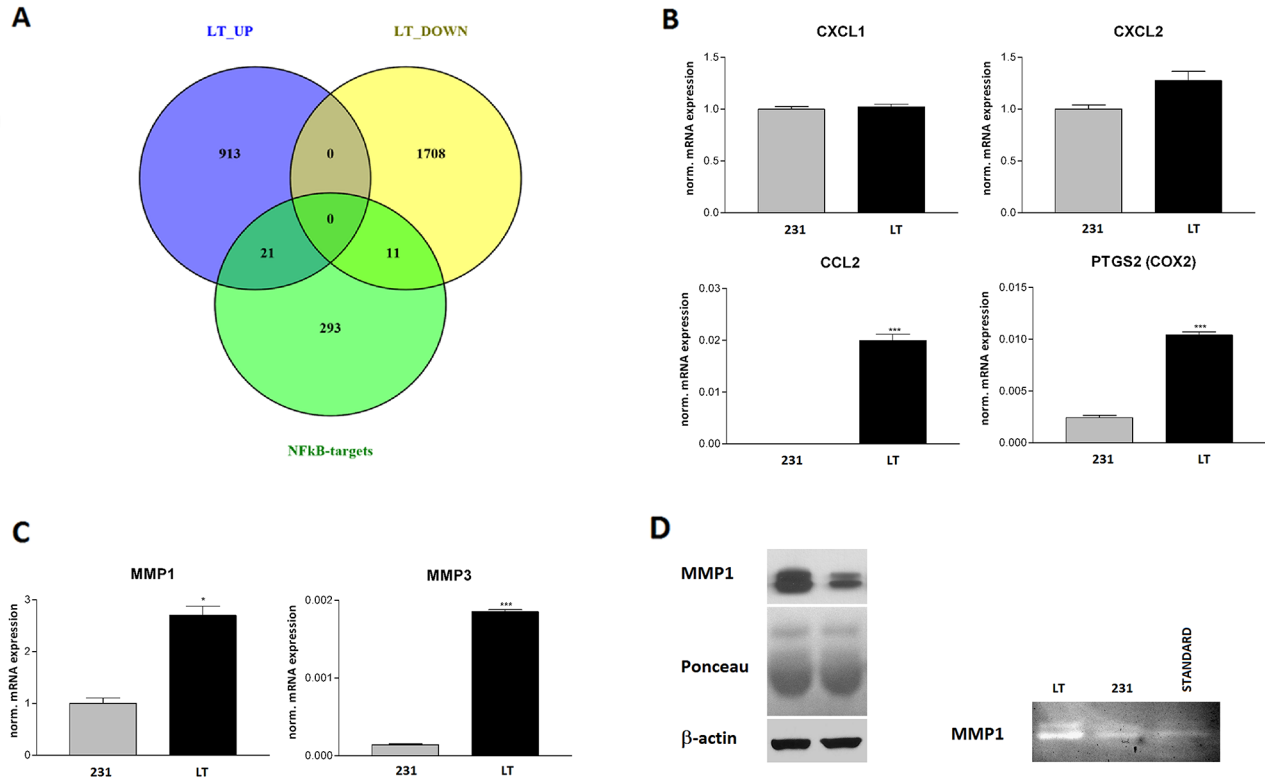 A
LT_UP
LT_DOWN
913
0
1708
0
21
11
293
NFkB-targets
B
CXCL1
norm. mRNA expression
1.5
1.0
0.5
0.0
231
LT
CXCL2
norm. mRNA expression
1.5
1.0
0.5
0.0
231
LT
CCL2
norm. mRNA expression
0.03
0.02
0.01
0.00
***
231
LT
PTGS2 (COX2)
norm. mRNA expression
0.015
0.010
0.005
0.000
***
231
LT
C
MMP1
norm. mRNA expression
3
2
1
0
*
231
LT
MMP3
norm. mRNA expression
0.002
0.001
0.000
***
231
LT
D
MMP1
Ponceau
β-actin
LT
231
STANDARD
MMP1